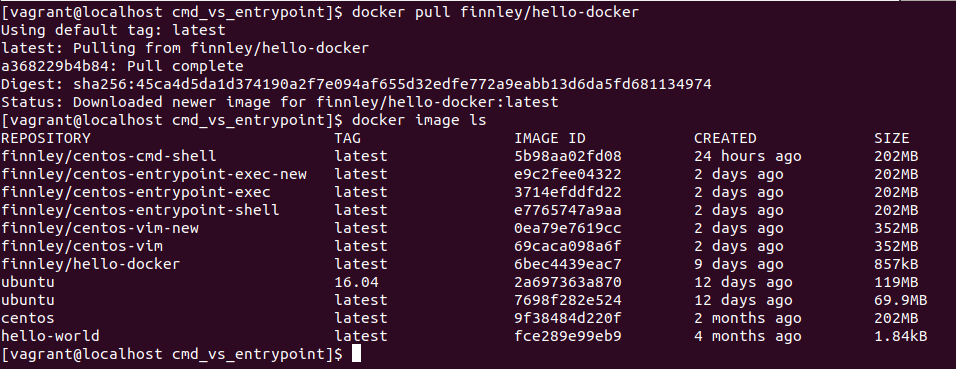 [vagrant@localhost cmd_vs_entrypoint]$ docker pull finnley/hello-docker
Using default tag: latest
latest: Pulling from finnley/hello-docker
a368229b4b84: Pull complete
Digest: sha256:45ca4d5da1d374190a2f7e094af655d32edfe772a9eabb13d6da5fd681134974
Status: Downloaded newer image for finnley/hello-docker:latest
[vagrant@localhost cmd_vs_entrypoint]$ docker image ls
REPOSITORY TAG IMAGE ID CREATED SIZE
finnley/centos-cmd-shell latest 5b98aa02fd08 24 hours ago 202MB
finnley/centos-entrypoint-exec-new latest e9c2fee04322 2 days ago 202MB
finnley/centos-entrypoint-exec latest 3714efddfd22 2 days ago 202MB
finnley/centos-entrypoint-shell latest e7765747a9aa 2 days ago 202MB
finnley/centos-vim-new latest 0ea79e7619cc 2 days ago 352MB
finnley/centos-vim latest 69caca098a6f 2 days ago 352MB
finnley/hello-docker latest 6bec4439eac7 9 days ago 857kB
ubuntu 16.04 2a697363a870 12 days ago 119MB
ubuntu latest 7698f282e524 12 days ago 69.9MB
centos latest 9f38484d220f 2 months ago 202MB
hello-world latest fce289e99eb9 4 months ago 1.84kB
[vagrant@localhost cmd_vs_entrypoint]$